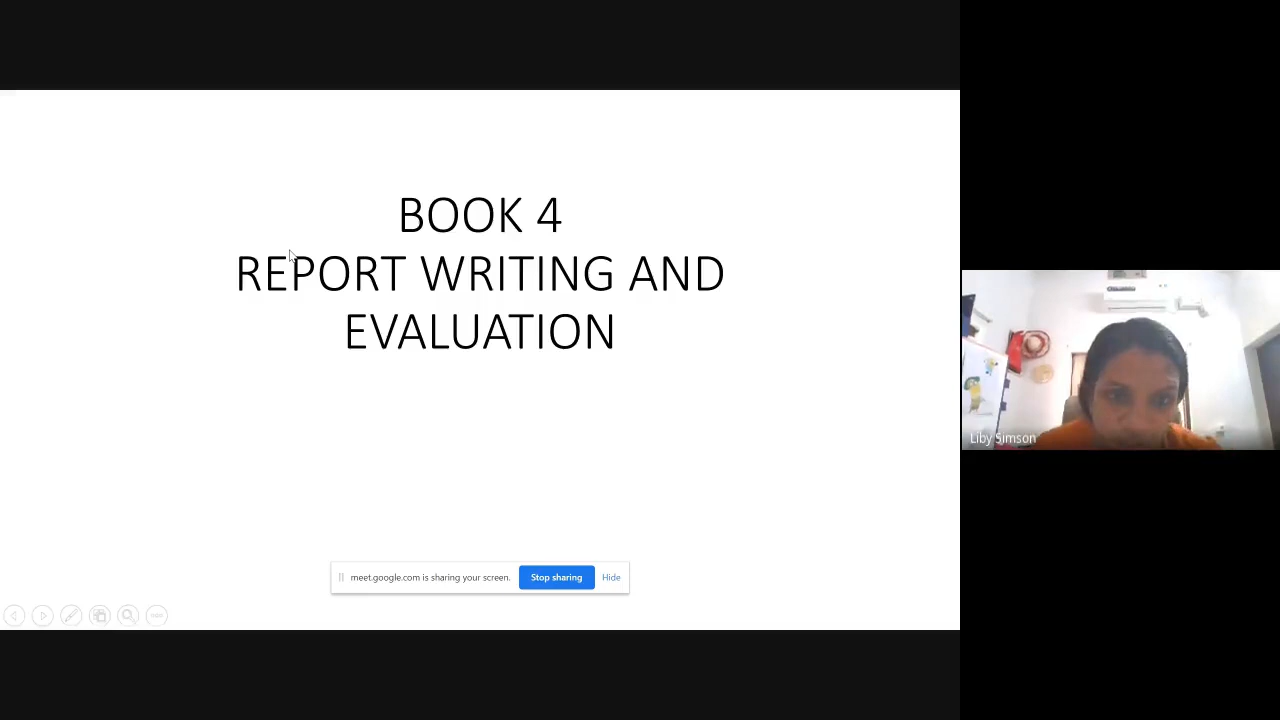 BOOK 4
REPORT WRITING AND
EVALUATION
meet.google.com is sharing your screen.
Stop sharing
Hide
Liby Simson